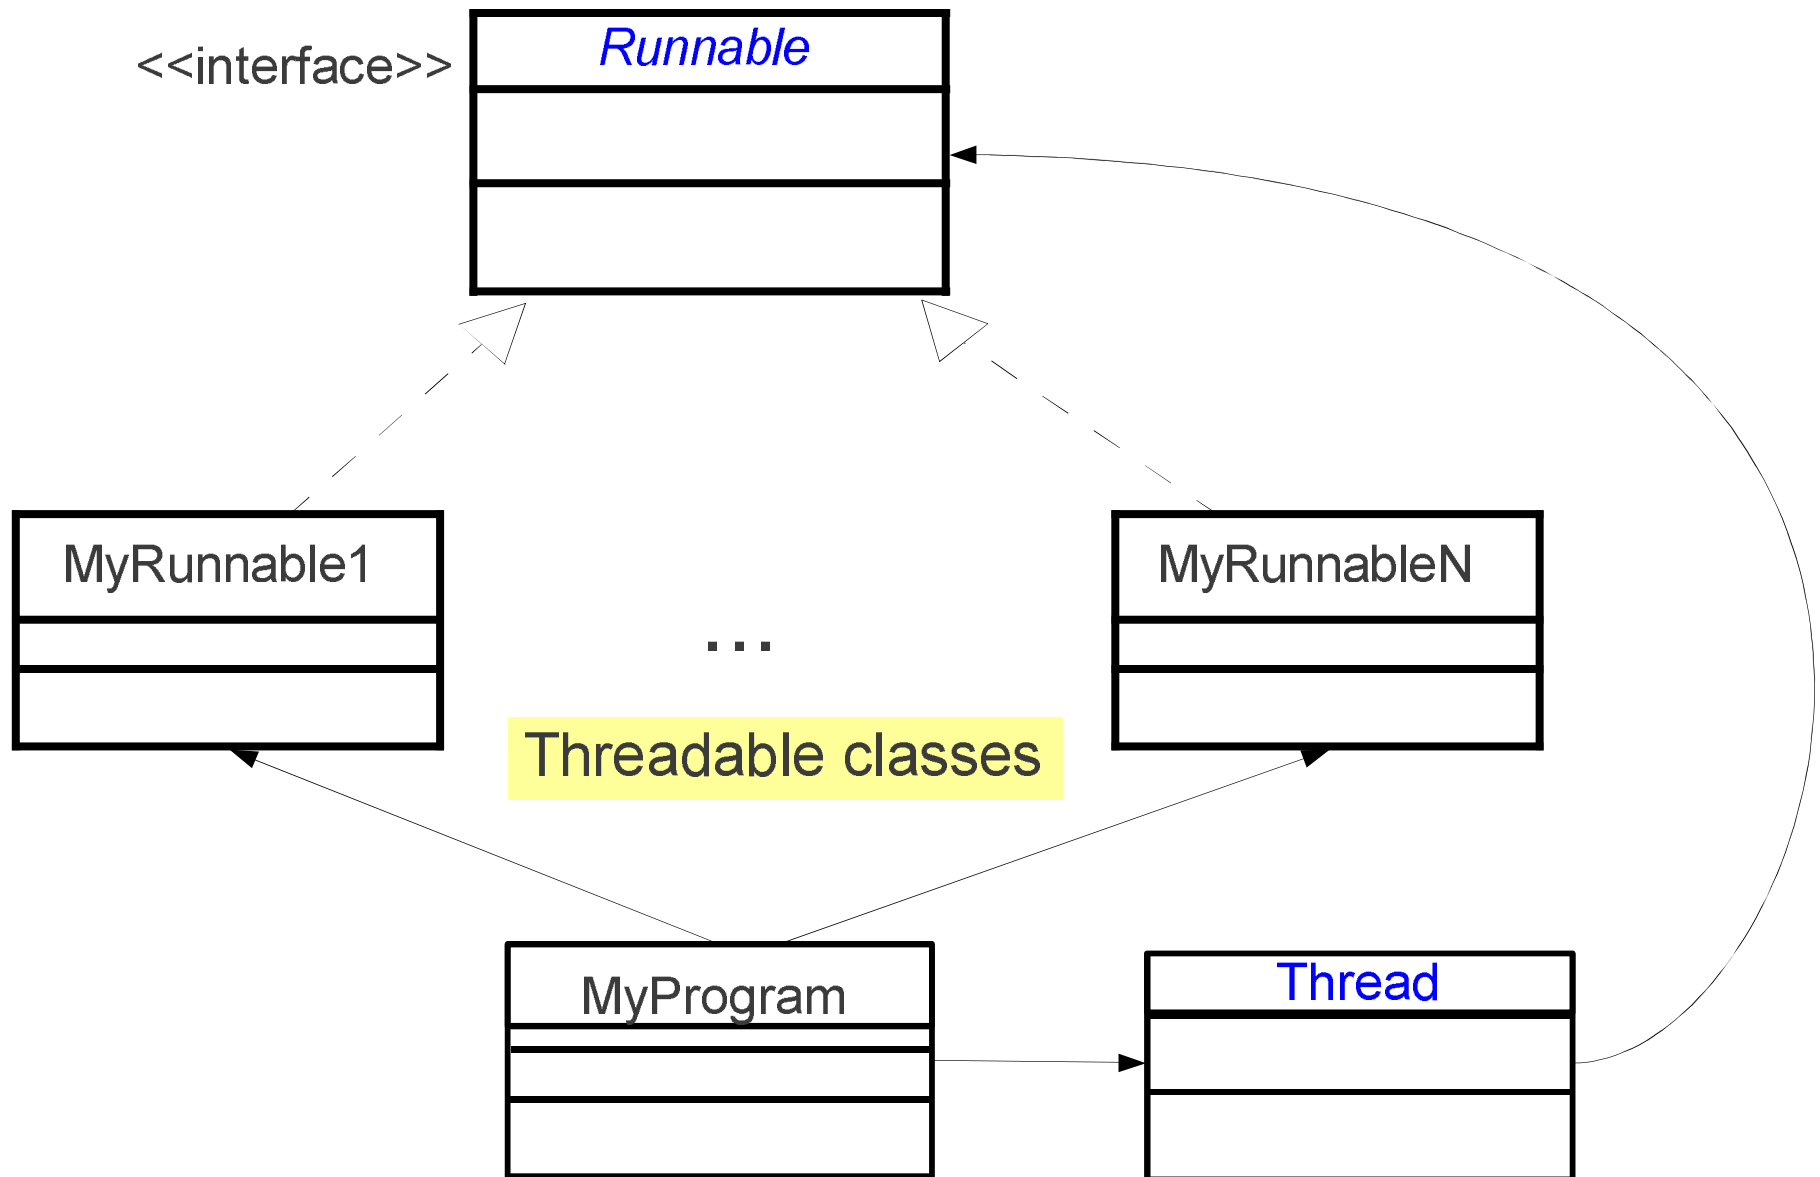 <<interface>>
Runnable
MyRunnable1
MyRunnableN
...
Threadable classes
MyProgram
Thread